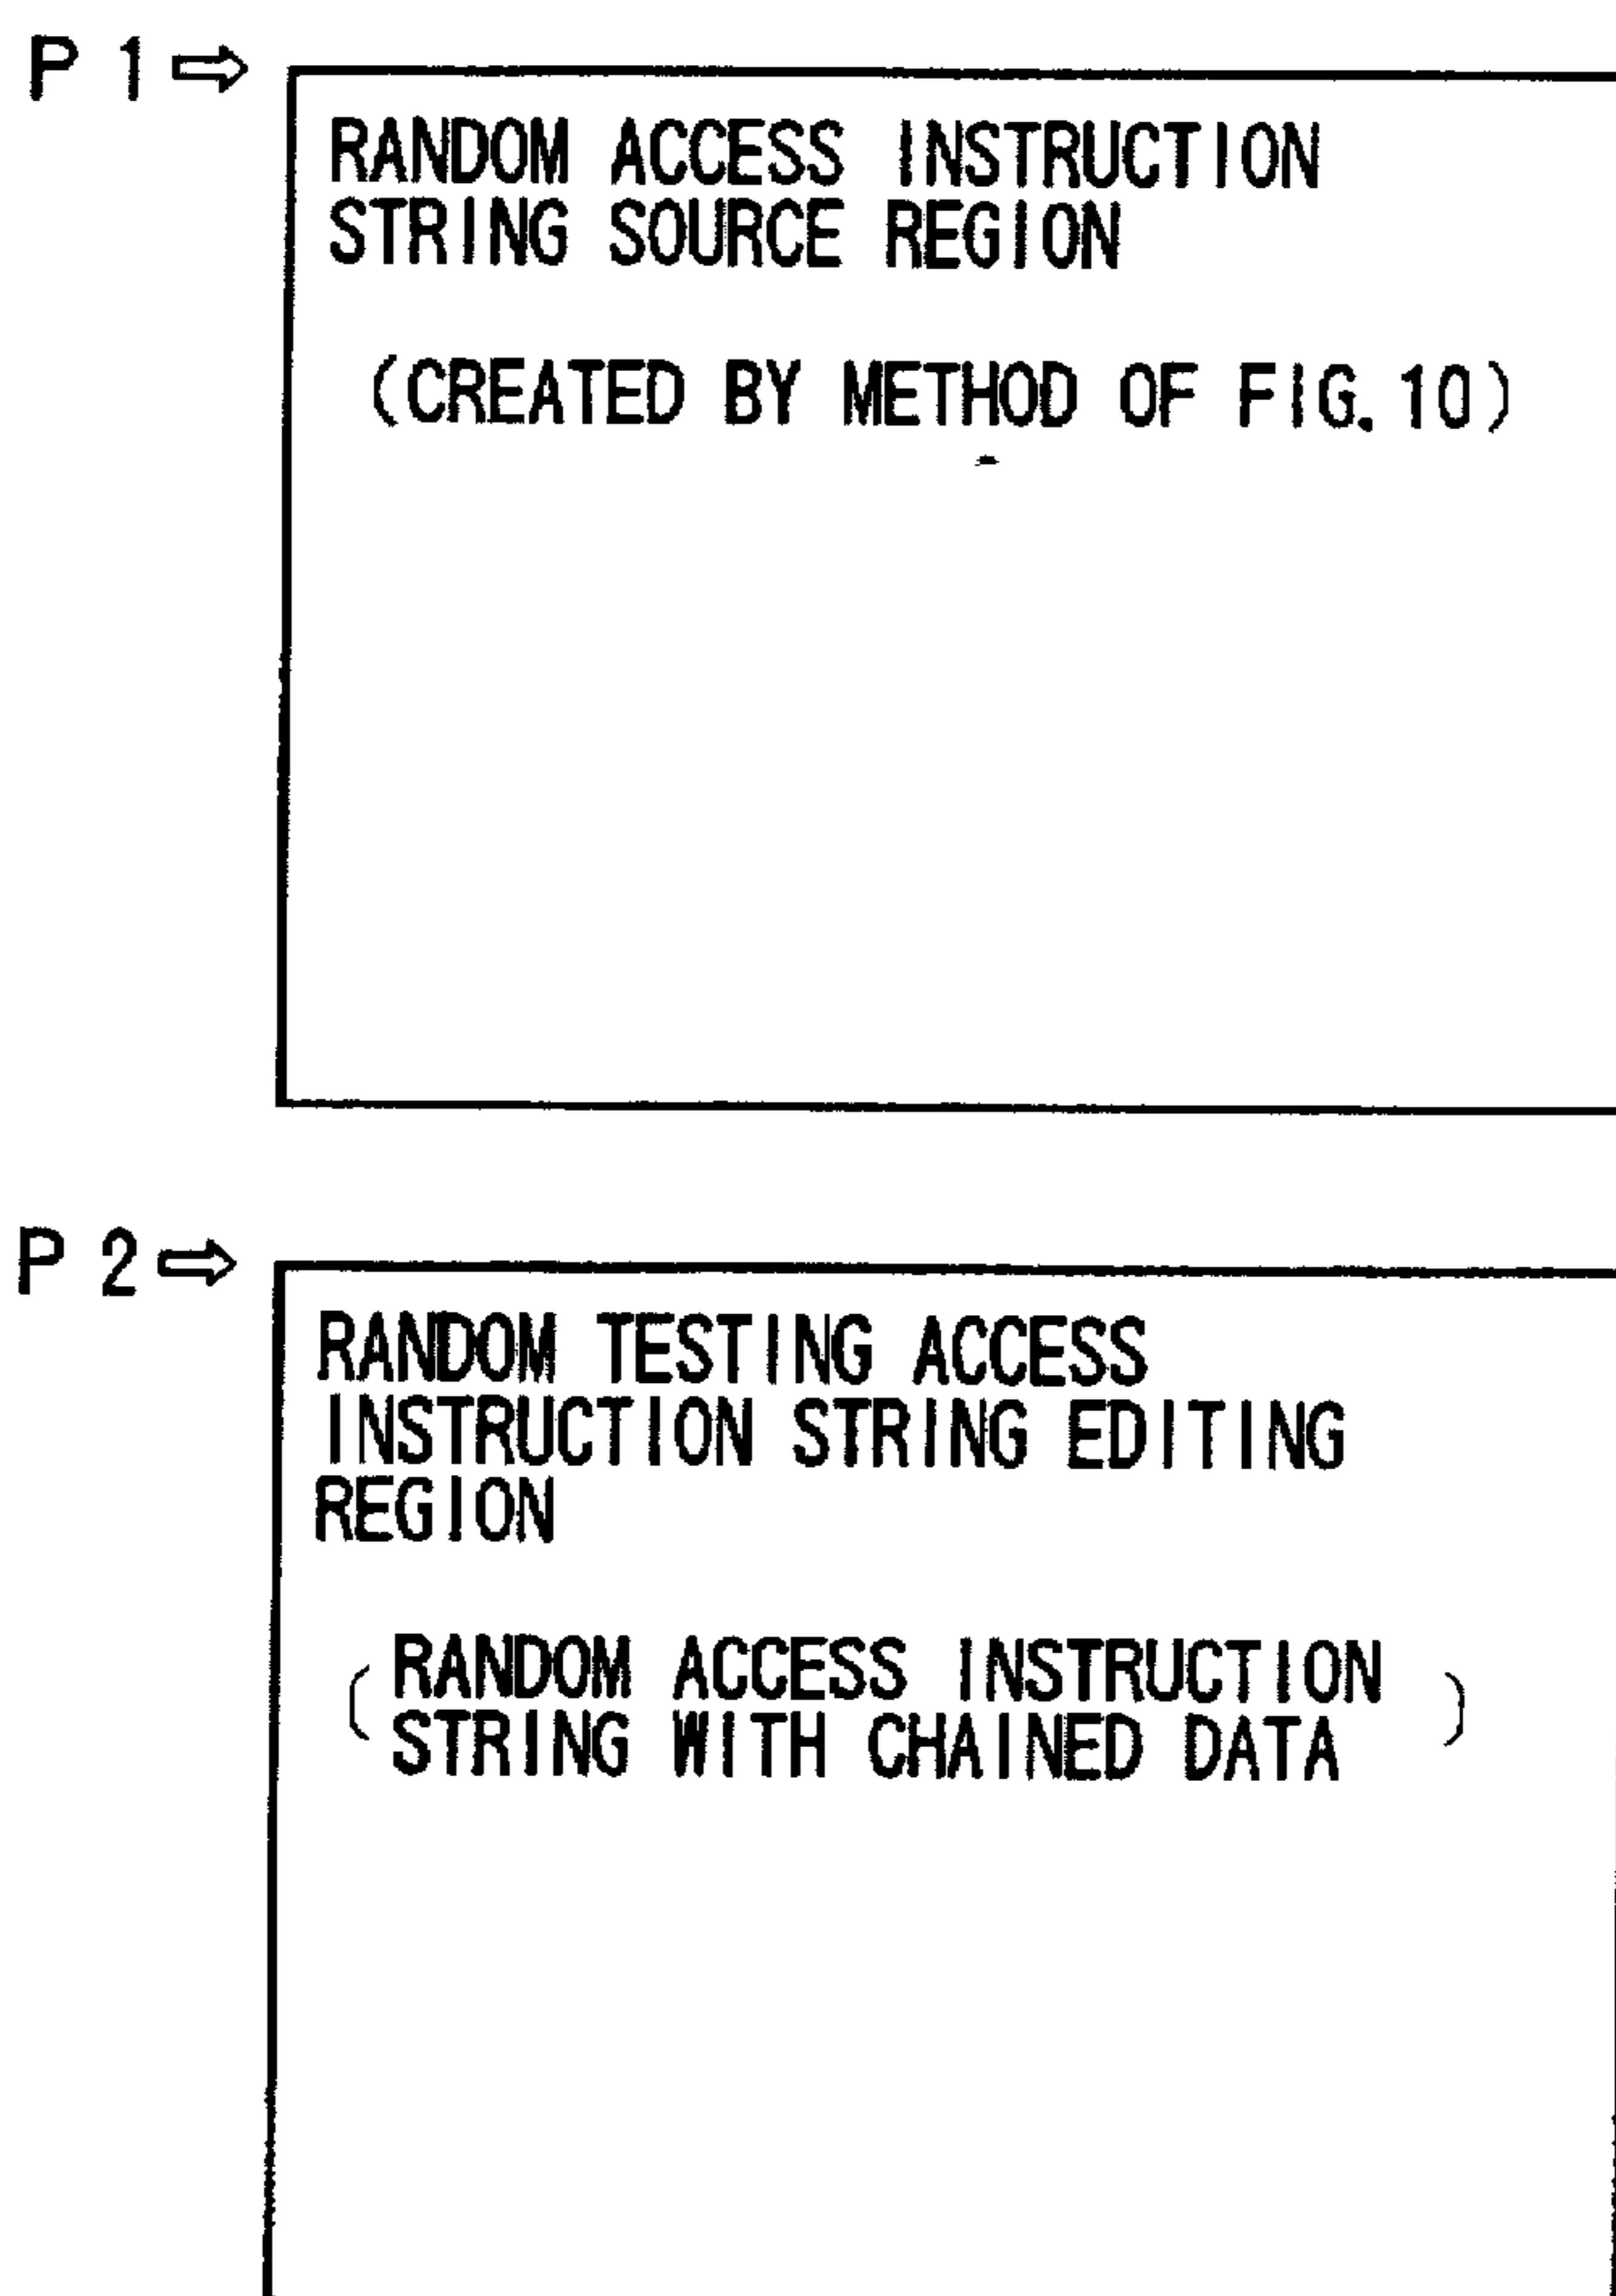 P 1⇨
RANDOM ACCESS INSTRUCTION
STRING SOURCE REGION
(CREATED BY METHOD OF FIG.10)
P 2⇨
RANDOM TESTING ACCESS
INSTRUCTION STRING EDITING
REGION
(RANDOM ACCESS INSTRUCTION
STRING WITH CHAINED DATA)